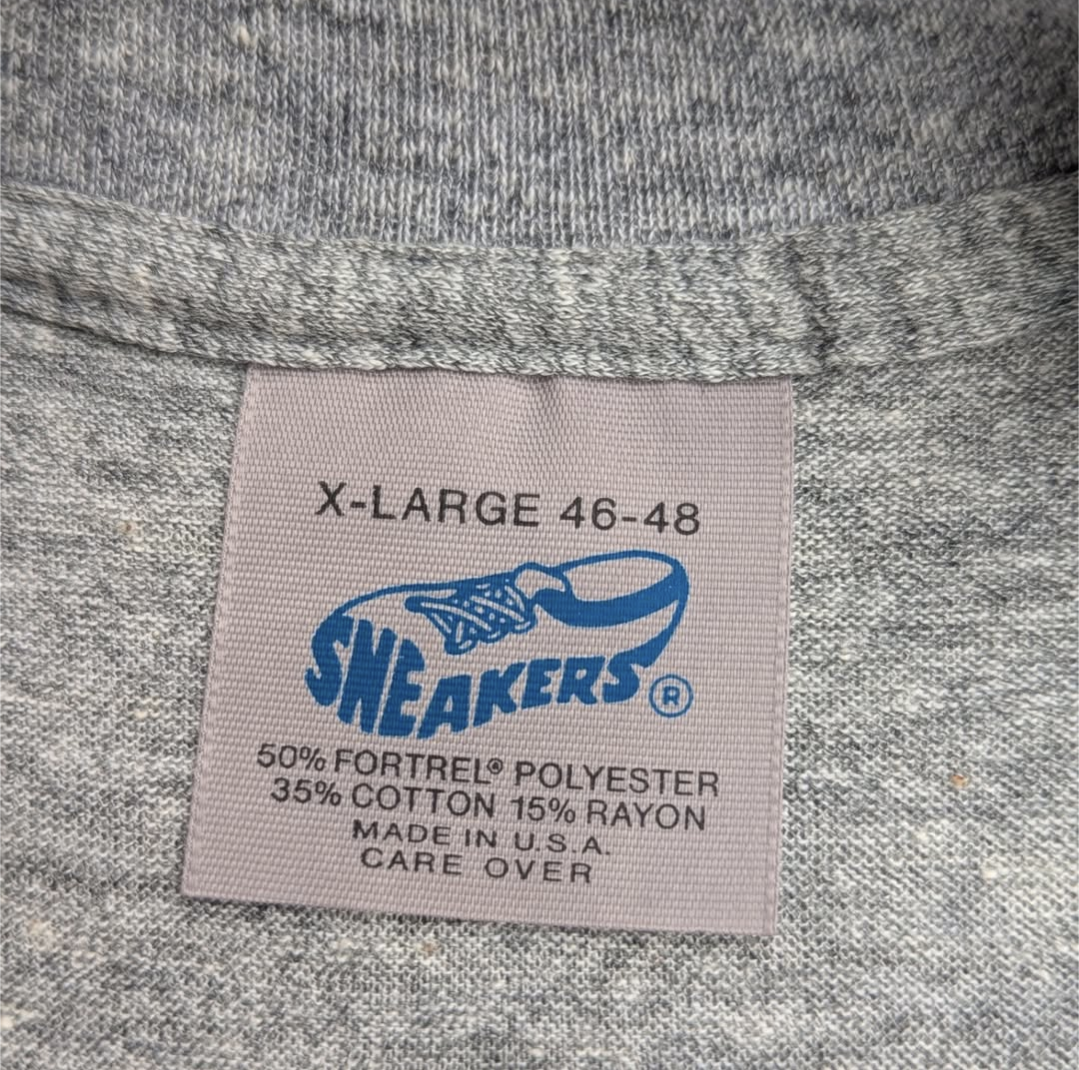 X-LARGE 46-48
SNEAKERS®
50% FORTREL® POLYESTER
35% COTTON 15% RAYON
MADE IN U.S.A.
CARE OVER